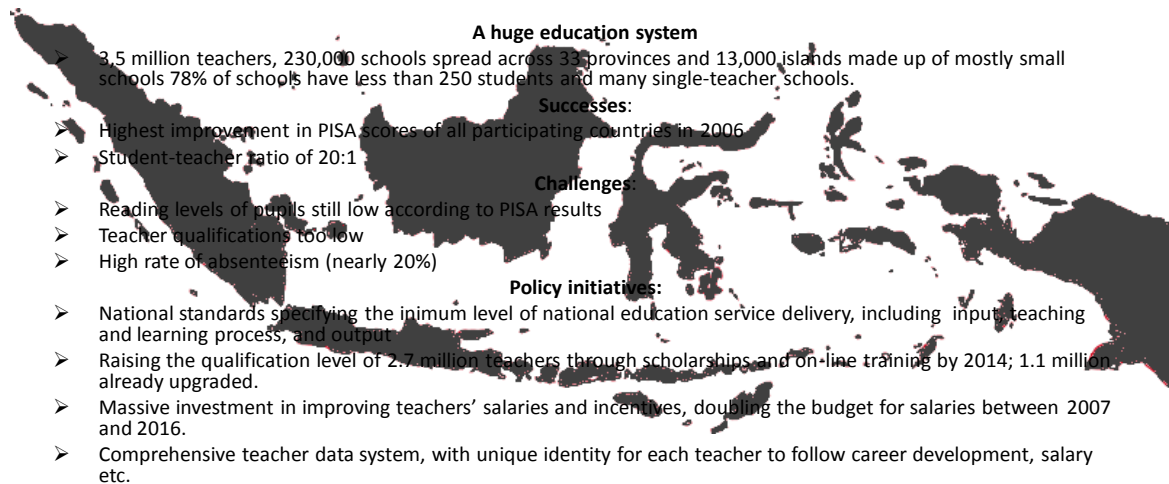 A huge education system
➢ 3,5 million teachers, 230,000 schools spread across 33 provinces and 13,000 islands made up of mostly small
schools 78% of schools have less than 250 students and many single-teacher schools.
Successes:
➢ Highest improvement in PISA scores of all participating countries in 2006
➢ Student-teacher ratio of 20:1
Challenges:
➢ Reading levels of pupils still low according to PISA results
➢ Teacher qualifications too low
➢ High rate of absenteeism (nearly 20%)
Policy initiatives:
➢ National standards specifying the inimum level of national education service delivery, including input, teaching
and learning process, and output
➢ Raising the qualification level of 2.7 million teachers through scholarships and on-line training by 2014; 1.1 million
already upgraded.
➢ Massive investment in improving teachers’ salaries and incentives, doubling the budget for salaries between 2007
and 2016.
➢ Comprehensive teacher data system, with unique identity for each teacher to follow career development, salary
etc.